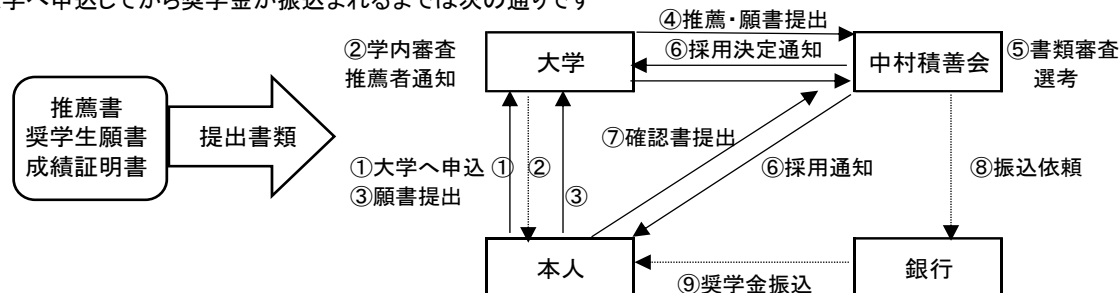 学へ申込してから奨学金が振込まれるまでは次の通りです
④推薦・願書提出
②学内審査
推薦者通知
大学
⑥採用決定通知
中村積善会
⑤書類審査
選考
推薦書
奨学生願書
成績証明書
提出書類
①大学へ申込
③願書提出
①
②
③
⑦確認書提出
⑥採用通知
⑧振込依頼
本人
⑨奨学金振込
銀行